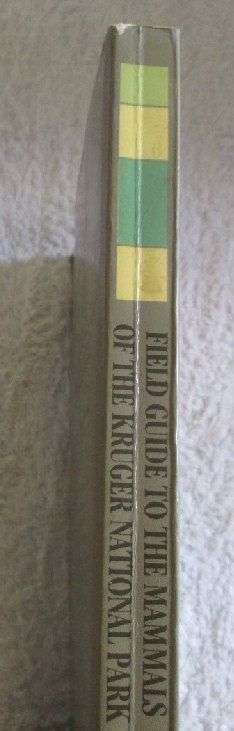 FIELD GUIDE TO THE MAMMALS
OF THE KRUGER NATIONAL PARK